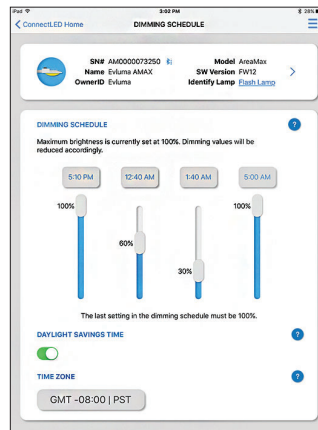 iPad 3:02 PM 28%
ConnectLED Home DIMMING SCHEDULE
SN# AM0000073250 Model AreaMax
Name Evluma AMAX SW Version FW12
OwnerID Evluma Identify Lamp Flash Lamp
DIMMING SCHEDULE ?
Maximum brightness is currently set at 100%. Dimming values will be
reduced accordingly.
5:10 PM 12:40 AM 1:40 AM 5:00 AM
100% 100%
60%
30%
The last setting in the dimming schedule must be 100%.
DAYLIGHT SAVINGS TIME ?
TIME ZONE ?
GMT -08:00 | PST